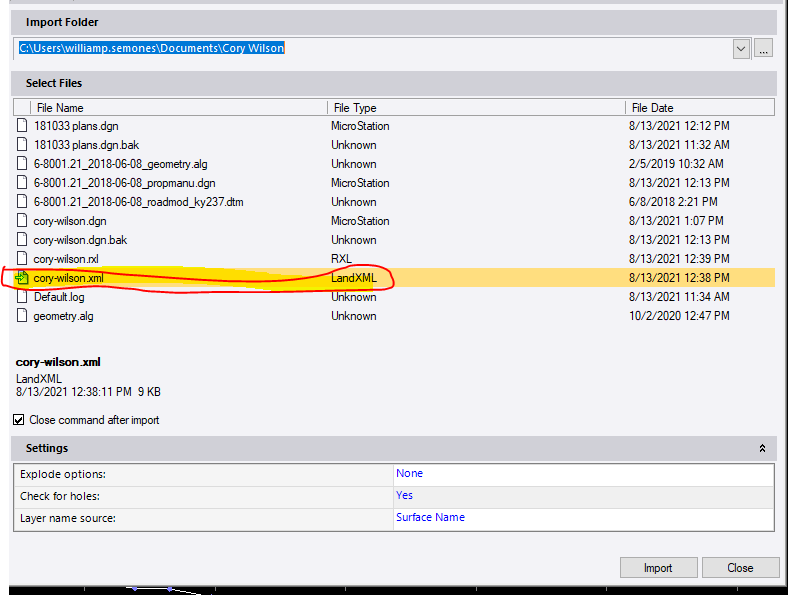 Import Folder
C:\Users\williamp.semones\Documents\Cory Wilson
...
Select Files
File Name File Type File Date
181033 plans.dgn MicroStation 8/13/2021 12:12 PM
181033 plans.dgn.bak Unknown 8/13/2021 11:32 AM
6-8001.21_2018-06-08_geometry.alg Unknown 2/5/2019 10:32 AM
6-8001.21_2018-06-08_propmanu.dgn MicroStation 8/13/2021 12:13 PM
6-8001.21_2018-06-08_roadmod_ky237.dtm Unknown 6/8/2018 2:21 PM
cory-wilson.dgn MicroStation 8/13/2021 1:07 PM
cory-wilson.dgn.bak Unknown 8/13/2021 12:13 PM
cory-wilson.rxl RXL 8/13/2021 12:39 PM
cory-wilson.xml LandXML 8/13/2021 12:38 PM
Default.log Unknown 8/13/2021 11:34 AM
geometry.alg Unknown 10/2/2020 12:47 PM
cory-wilson.xml
LandXML
8/13/2021 12:38:11 PM 9 KB
Close command after import
Settings
Explode options: None
Check for holes: Yes
Layer name source: Surface Name
Import Close